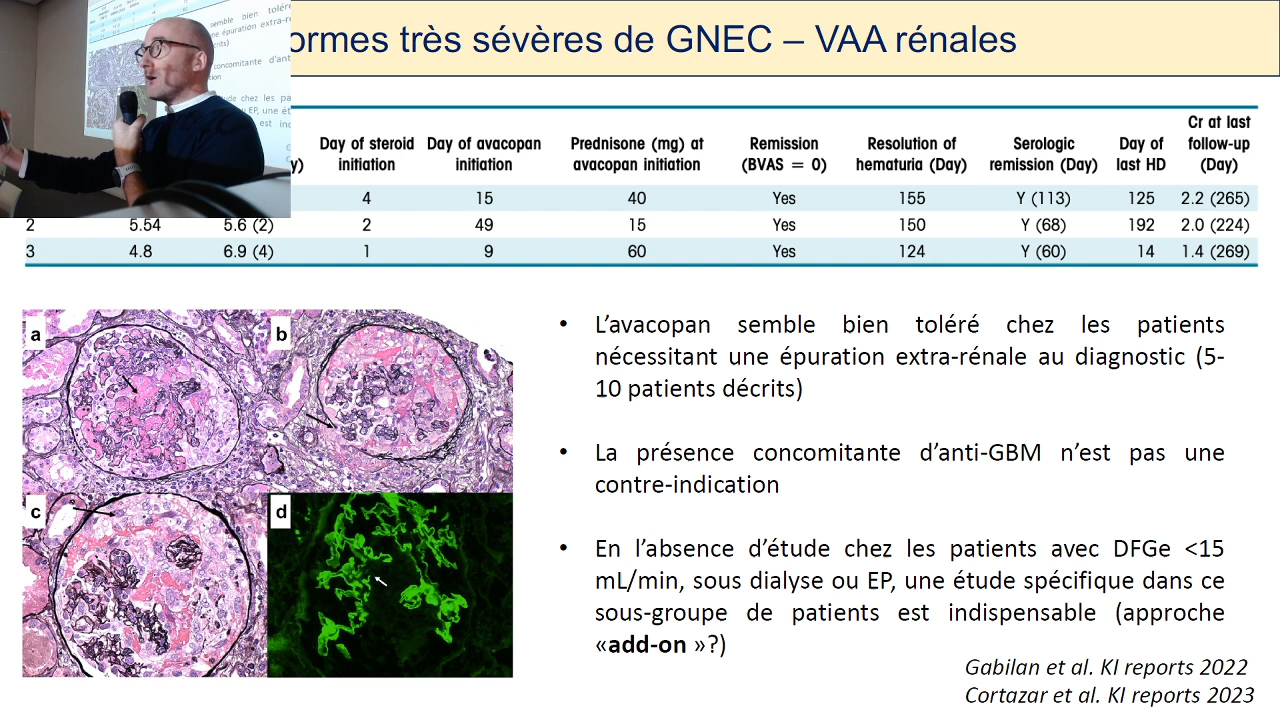 ormes très sévères de GNEC – VAA rénales
Day of steroid initiation Day of avacopan initiation Prednisone (mg) at avacopan initiation Remission (BVAS = 0) Resolution of hematuria (Day) Serologic remission (Day) Day of last HD Cr at last follow-up (Day)
4 15 40 Yes 155 Y (113) 125 2.2 (265)
2 5.54 5.6 (2) 2 49 15 Yes 150 Y (68) 192 2.0 (224)
3 4.8 6.9 (4) 1 9 60 Yes 124 Y (60) 14 1.4 (269)
a
b
c
d
• L’avacopan semble bien toléré chez les patients
nécessitant une épuration extra-rénale au diagnostic (5-
10 patients décrits)
• La présence concomitante d’anti-GBM n’est pas une
contre-indication
• En l’absence d’étude chez les patients avec DFGe <15
mL/min, sous dialyse ou EP, une étude spécifique dans ce
sous-groupe de patients est indispensable (approche
«add-on »?)
Gabilan et al. KI reports 2022
Cortazar et al. KI reports 2023